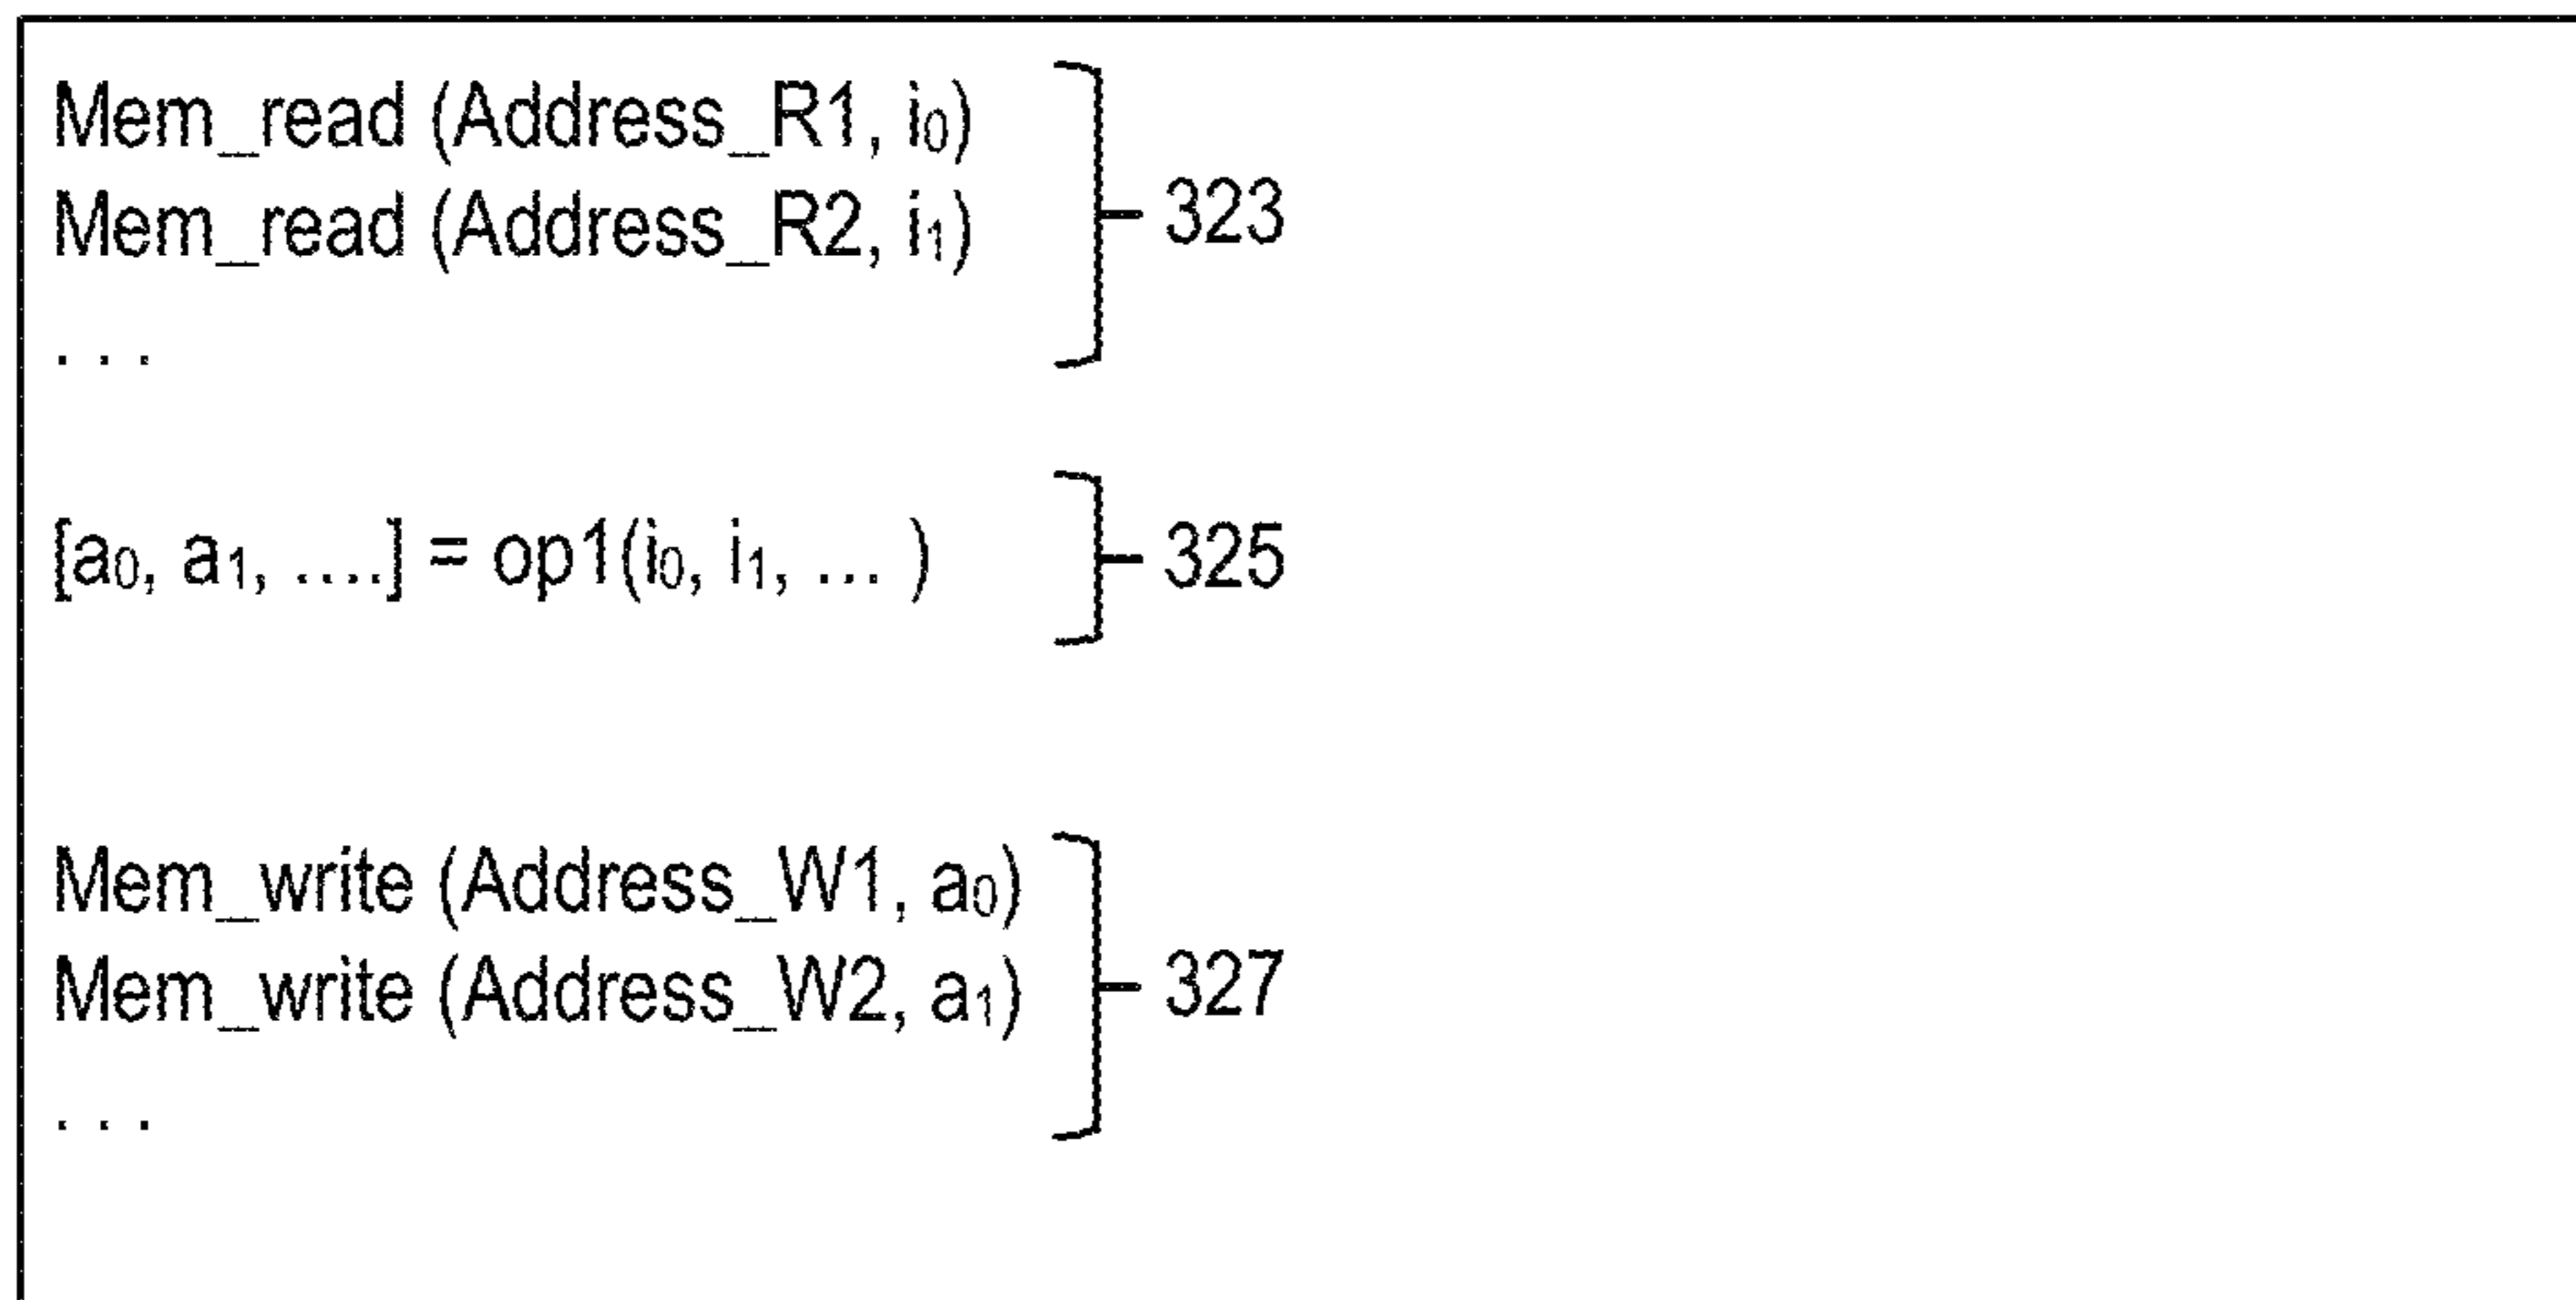 Mem_read (Address_R1, i₀)
Mem_read (Address_R2, i₁)
. . .
323
[a₀, a₁, ....] = op1(i₀, i₁, ... )
325
Mem_write (Address_W1, a₀)
Mem_write (Address_W2, a₁)
. . .
327